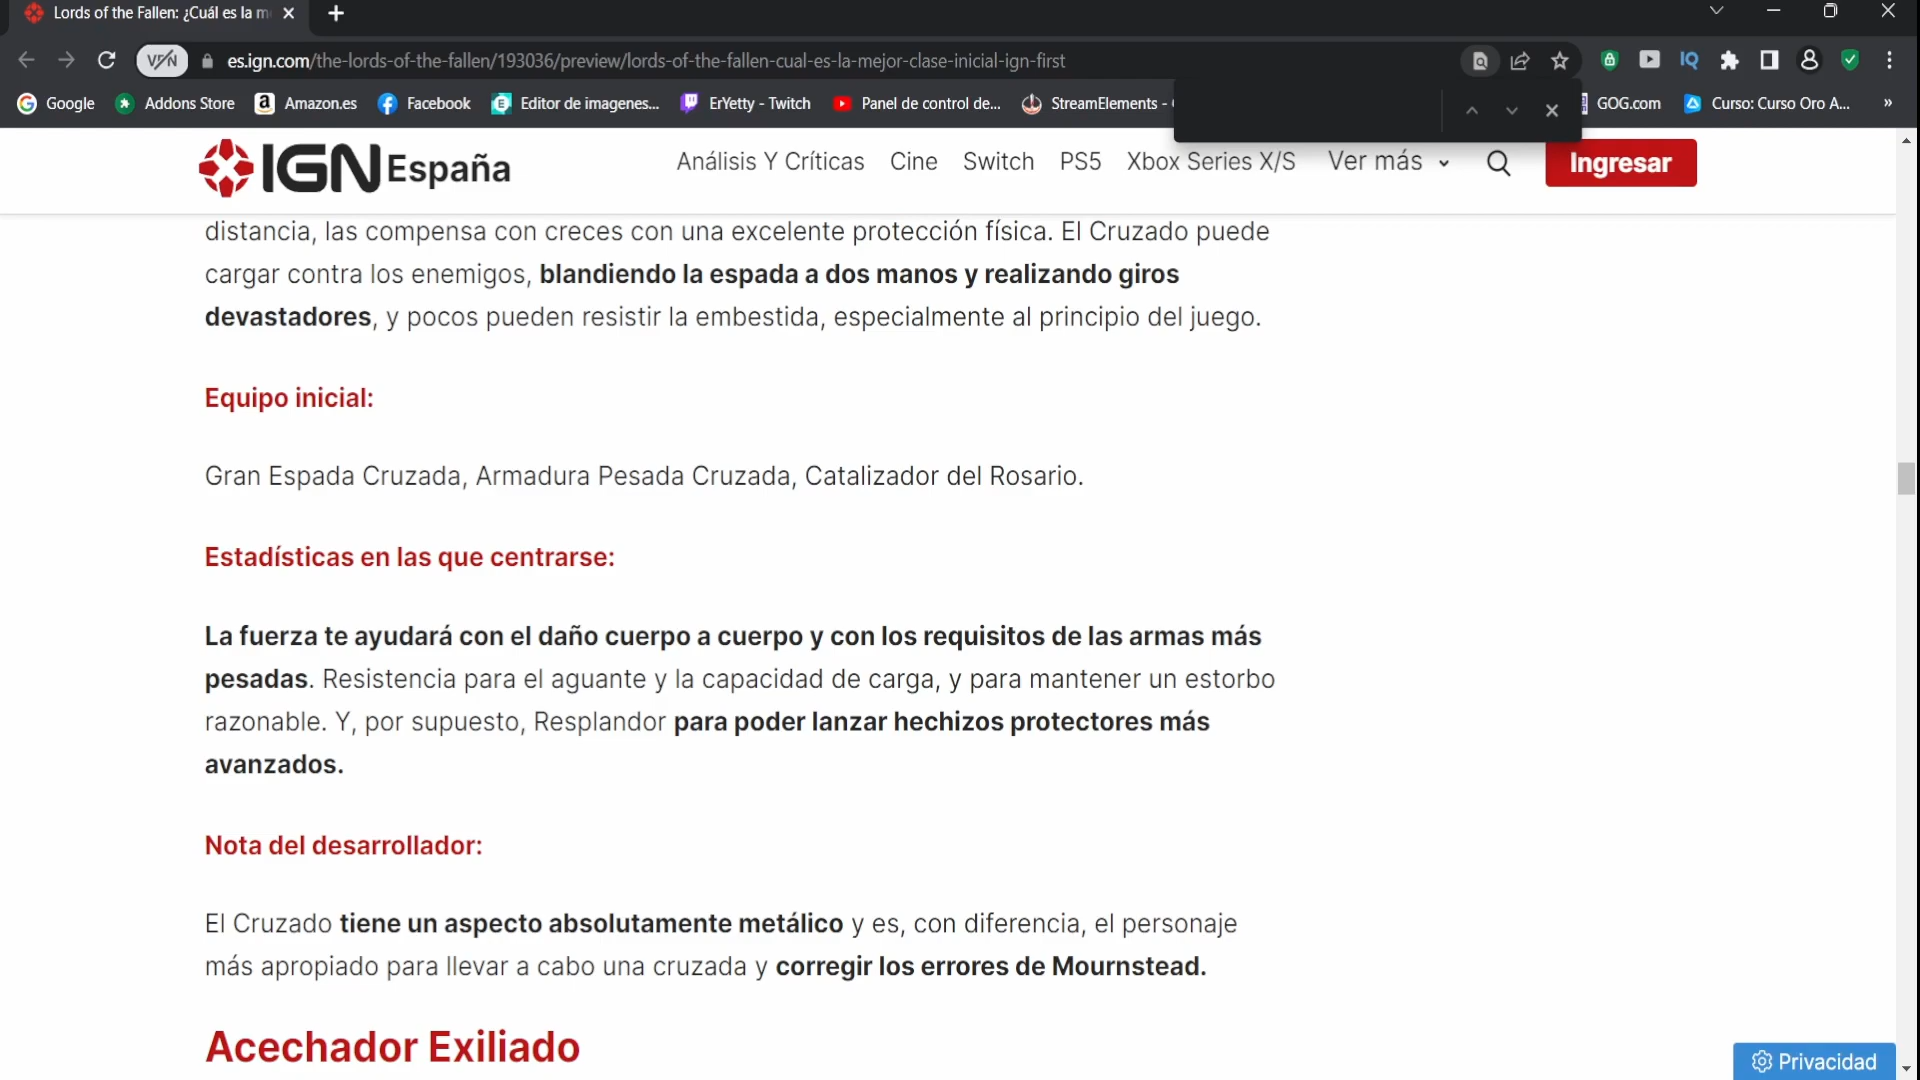 Lords of the Fallen: ¿Cuál es la m
VPN
es.ign.com/the-lords-of-the-fallen/193036/preview/lords-of-the-fallen-cual-es-la-mejor-clase-inicial-ign-first
IQ
Google Addons Store Amazon.es Facebook Editor de imagenes... ErYetty - Twitch Panel de control de... StreamElements - GOG.com Curso: Curso Oro A... »
IGN España Análisis Y Críticas Cine Switch PS5 Xbox Series X/S Ver más Ingresar
distancia, las compensa con creces con una excelente protección física. El Cruzado puede
cargar contra los enemigos, blandiendo la espada a dos manos y realizando giros
devastadores, y pocos pueden resistir la embestida, especialmente al principio del juego.
Equipo inicial:
Gran Espada Cruzada, Armadura Pesada Cruzada, Catalizador del Rosario.
Estadísticas en las que centrarse:
La fuerza te ayudará con el daño cuerpo a cuerpo y con los requisitos de las armas más
pesadas. Resistencia para el aguante y la capacidad de carga, y para mantener un estorbo
razonable. Y, por supuesto, Resplandor para poder lanzar hechizos protectores más
avanzados.
Nota del desarrollador:
El Cruzado tiene un aspecto absolutamente metálico y es, con diferencia, el personaje
más apropiado para llevar a cabo una cruzada y corregir los errores de Mournstead.
Acechador Exiliado
Privacidad